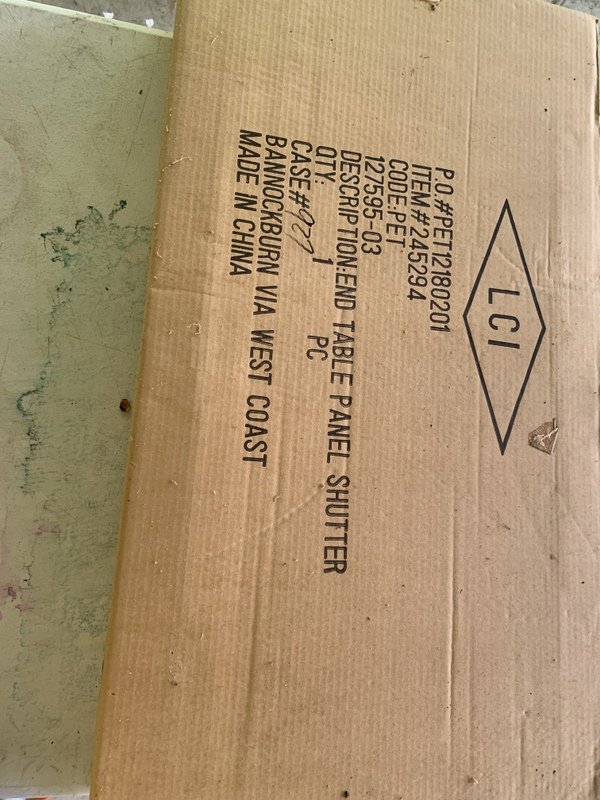 LCI
P.O.#PET12180201
ITEM#245294
CODE:PET
127595-03
DESCRIPTION:END TABLE PANEL SHUTTER
QTY: 1 PC
CASE#927
BANNOCKBURN VIA WEST COAST
MADE IN CHINA